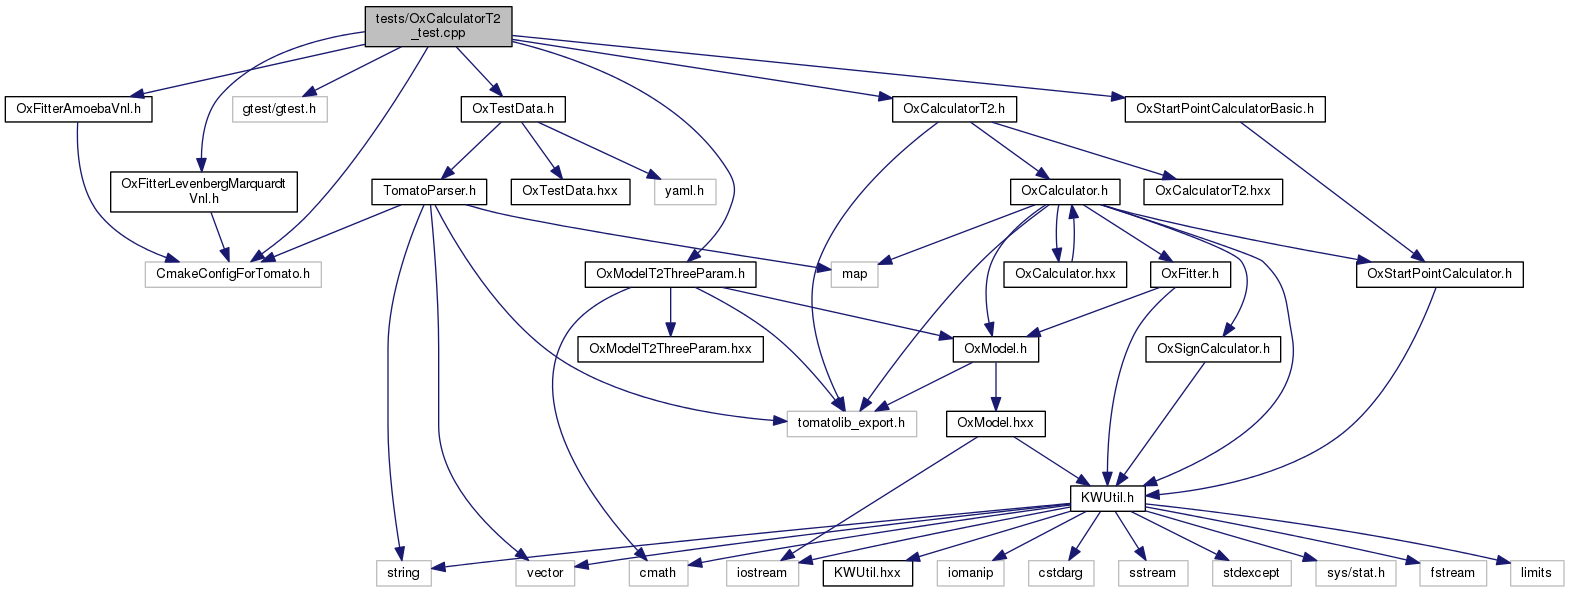 tests/OxCalculatorT2
_test.cpp
OxFitterAmoebaVnl.h
gtest/gtest.h
OxTestData.h
OxCalculatorT2.h
OxStartPointCalculatorBasic.h
OxFitterLevenbergMarquardt
Vnl.h
TomatoParser.h
OxTestData.hxx
yaml.h
OxCalculator.h
OxCalculatorT2.hxx
CmakeConfigForTomato.h
OxModelT2ThreeParam.h
map
OxCalculator.hxx
OxFitter.h
OxStartPointCalculator.h
OxModelT2ThreeParam.hxx
OxModel.h
OxSignCalculator.h
tomatolib_export.h
OxModel.hxx
KWUtil.h
string
vector
cmath
iostream
KWUtil.hxx
iomanip
cstdarg
sstream
stdexcept
sys/stat.h
fstream
limits